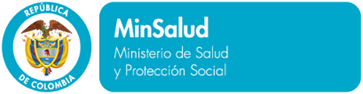 REPÚBLICA
DE COLOMBIA
MinSalud
Ministerio de Salud
y Protección Social